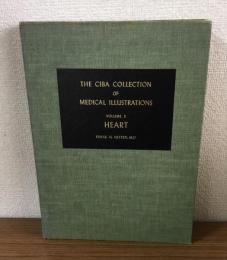 THE CIBA COLLECTION
OF
MEDICAL ILLUSTRATIONS
VOLUME 5
HEART
FRANK H. NETTER, M.D.